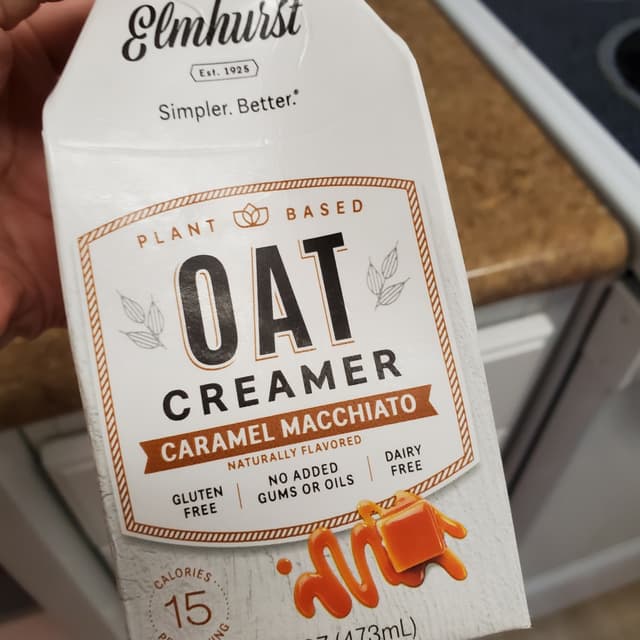 Elmhurst
Est. 1925
Simpler. Better.®
PLANT BASED
OAT
CREAMER
CARAMEL MACCHIATO
NATURALLY FLAVORED
GLUTEN FREE
NO ADDED GUMS OR OILS
DAIRY FREE
CALORIES
15
(473mL)